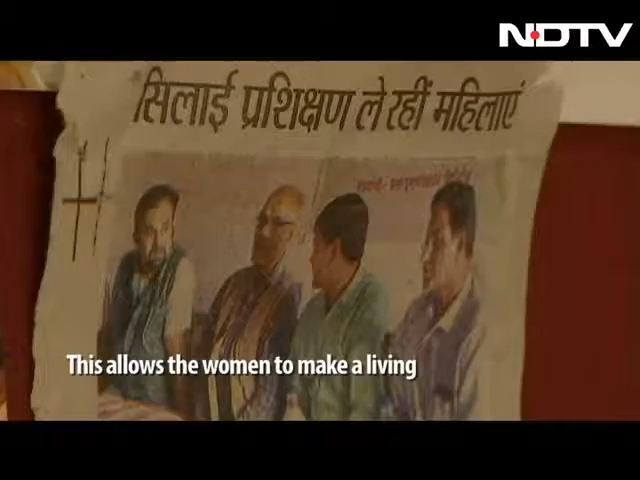 NDTV
सिलाई प्रशिक्षण ले रहीं महिलाएं
This allows the women to make a living